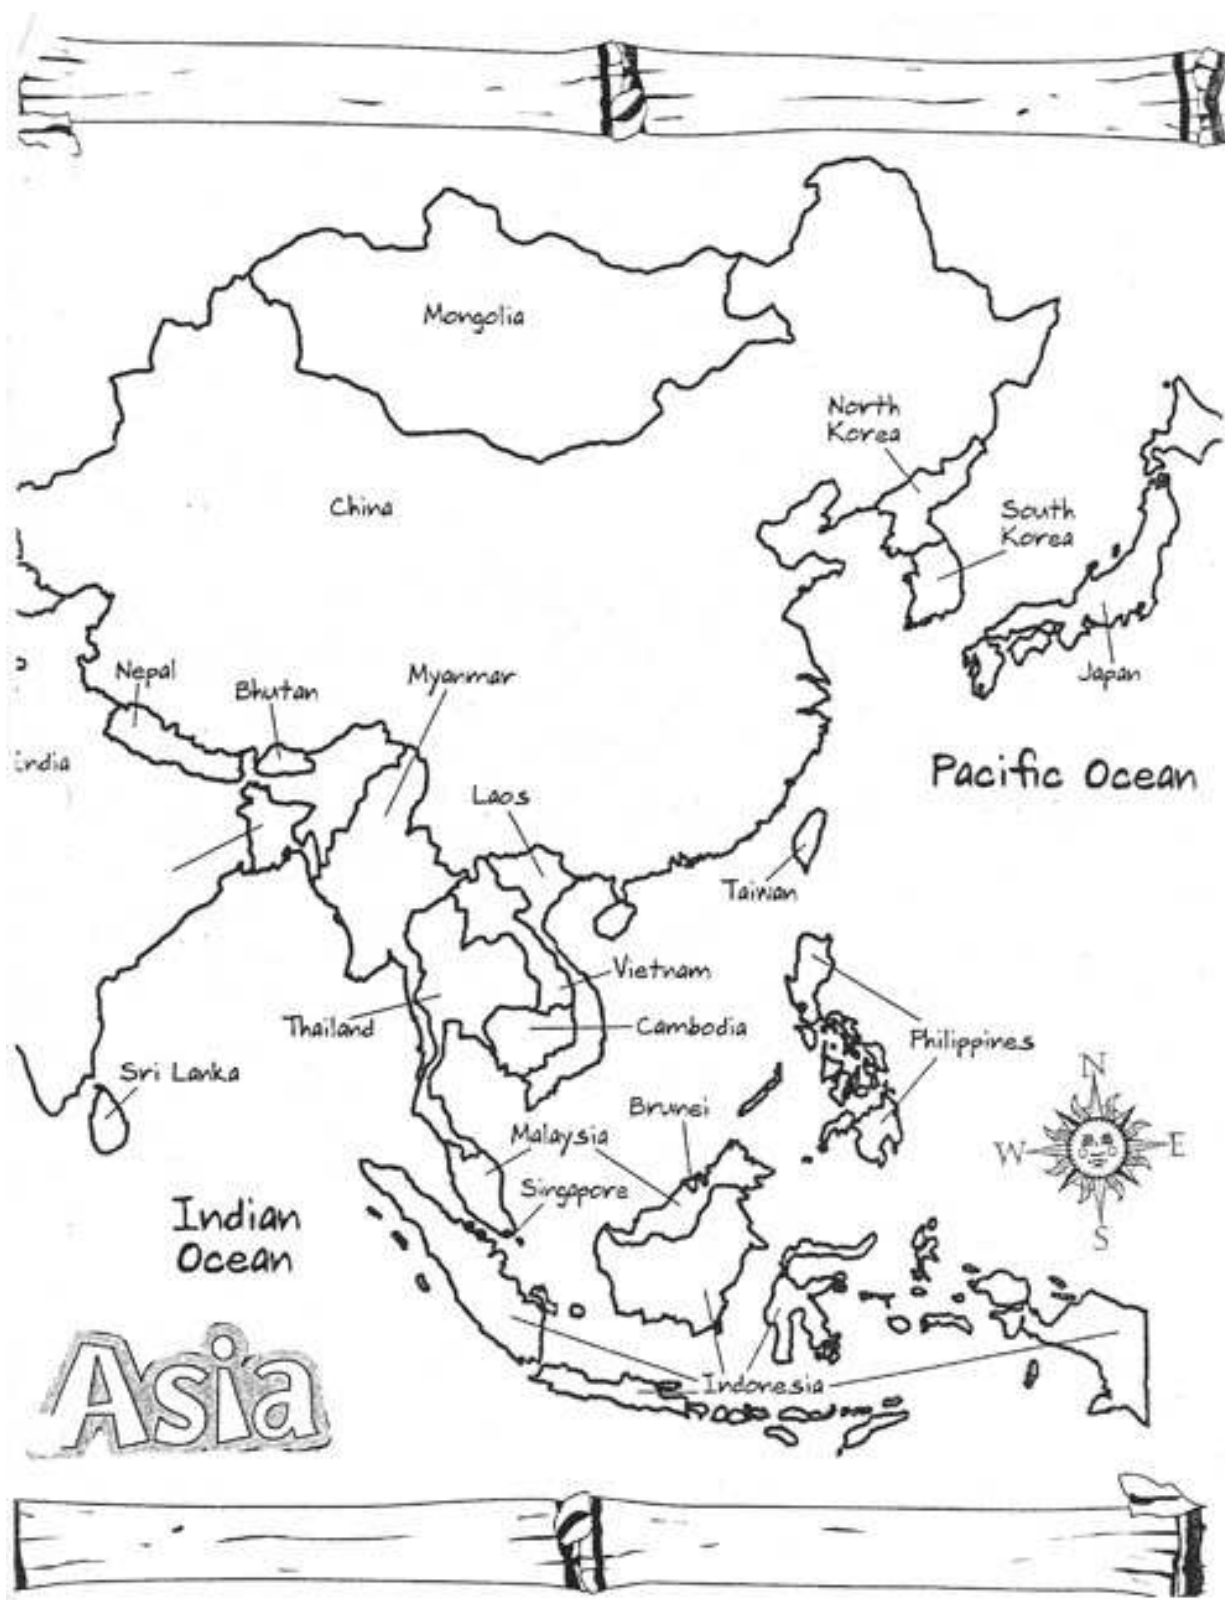 Mongolia
North
Korea
China
South
Korea
Nepal
Bhutan
Myanmar
Japan
india
Pacific Ocean
Laos
Taiwan
Vietnam
Thailand
Cambodia
Philippines
Sri Lanka
N
Brunei
Malaysia
W
E
Singapore
Indian
Ocean
S
Asia
Indonesia